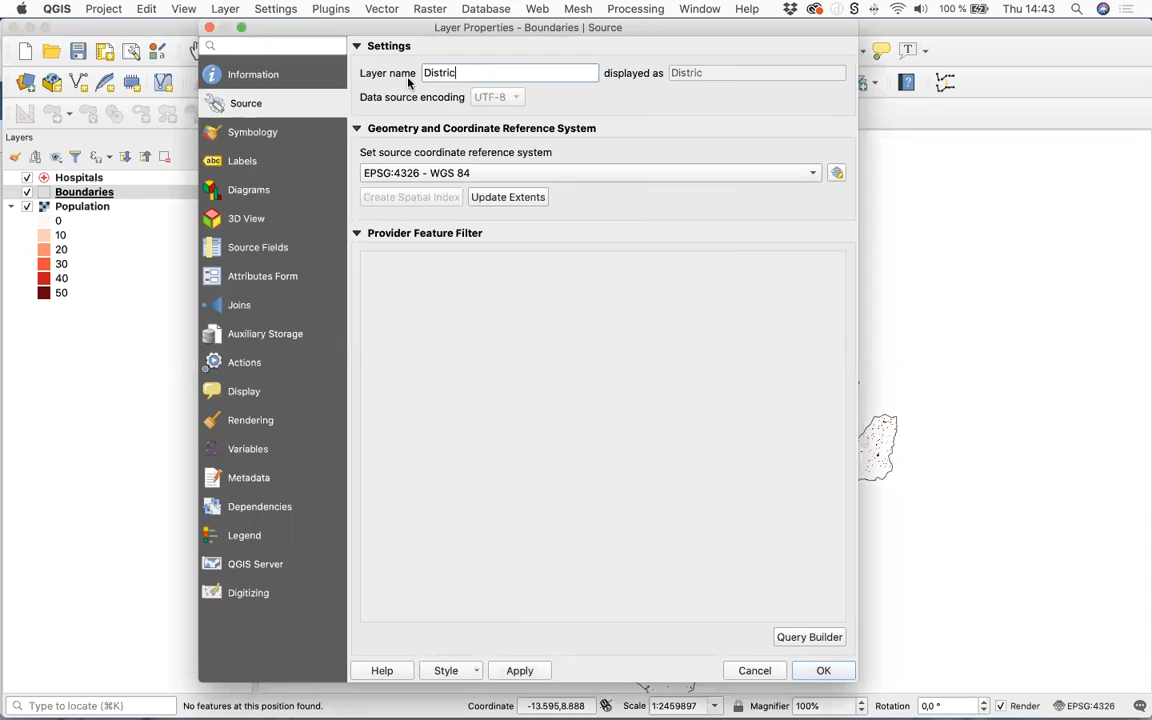 QGIS Project Edit View Layer Settings Plugins Vector Raster Database Web Mesh Processing Window Help 100 % Thu 14:43
Layer Properties - Boundaries | Source
Layers
Hospitals
Boundaries
Population
0
10
20
30
40
50
Information
Source
Symbology
abc Labels
Diagrams
3D View
Source Fields
Attributes Form
Joins
Auxiliary Storage
Actions
Display
Rendering
Variables
Metadata
Dependencies
Legend
QGIS Server
Digitizing
Settings
Layer name Distric displayed as Distric
Data source encoding UTF-8
Geometry and Coordinate Reference System
Set source coordinate reference system
EPSG:4326 - WGS 84
Create Spatial Index Update Extents
Provider Feature Filter
Query Builder
Help Style Apply Cancel OK
Type to locate (⌘K) No features at this position found. Coordinate -13.595,8.888 Scale 1:2459897 Magnifier 100% Rotation 0,0 ° Render EPSG:4326